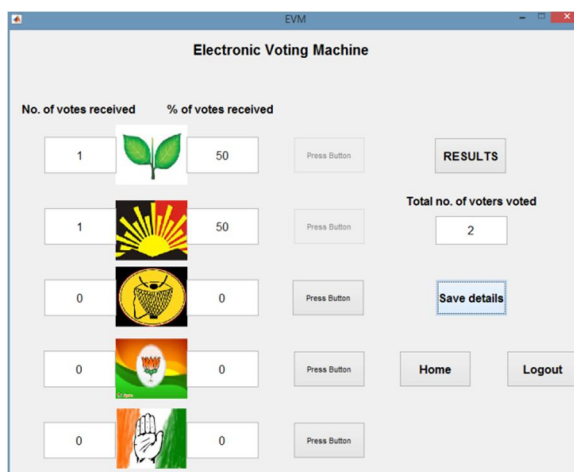 EVM
Electronic Voting Machine
No. of votes received % of votes received
1 50 Press Button RESULTS
Total no. of voters voted
1 50 Press Button 2
0 0 Press Button Save details
0 0 Press Button Home Logout
0 0 Press Button